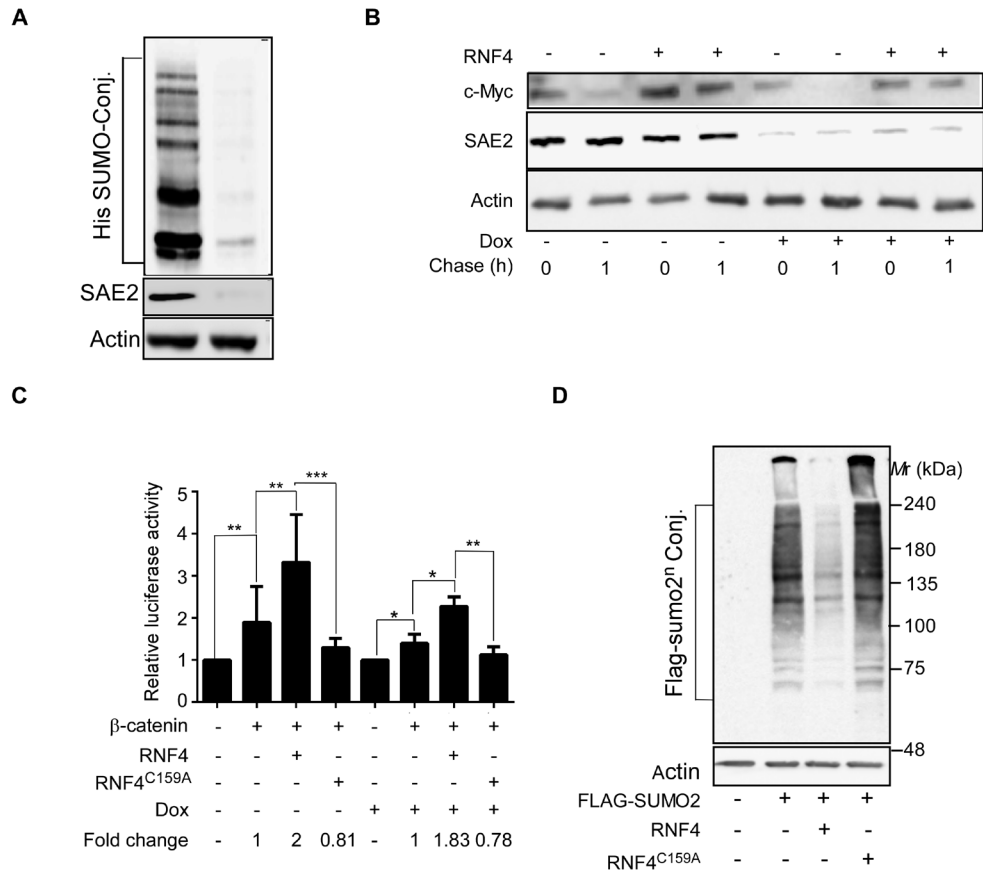 A
His SUMO-Conj.
SAE2
Actin
B
RNF4 - - + + - - + +
c-Myc
SAE2
Actin
Dox - - - - + + + +
Chase (h) 0 1 0 1 0 1 0 1
C
Relative luciferase activity
5
4
3
2
1
0
** ** *** * * **
β-catenin - + + + - + + +
RNF4 - - + - - - + -
RNF4C159A - - - + - - - +
Dox - - - - + + + +
Fold change - 1 2 0.81 - 1 1.83 0.78
D
Flag-sumo2ⁿ Conj.
Mr (kDa)
240
180
135
100
75
48
Actin
FLAG-SUMO2 - + + +
RNF4 - - + -
RNF4C159A - - - +